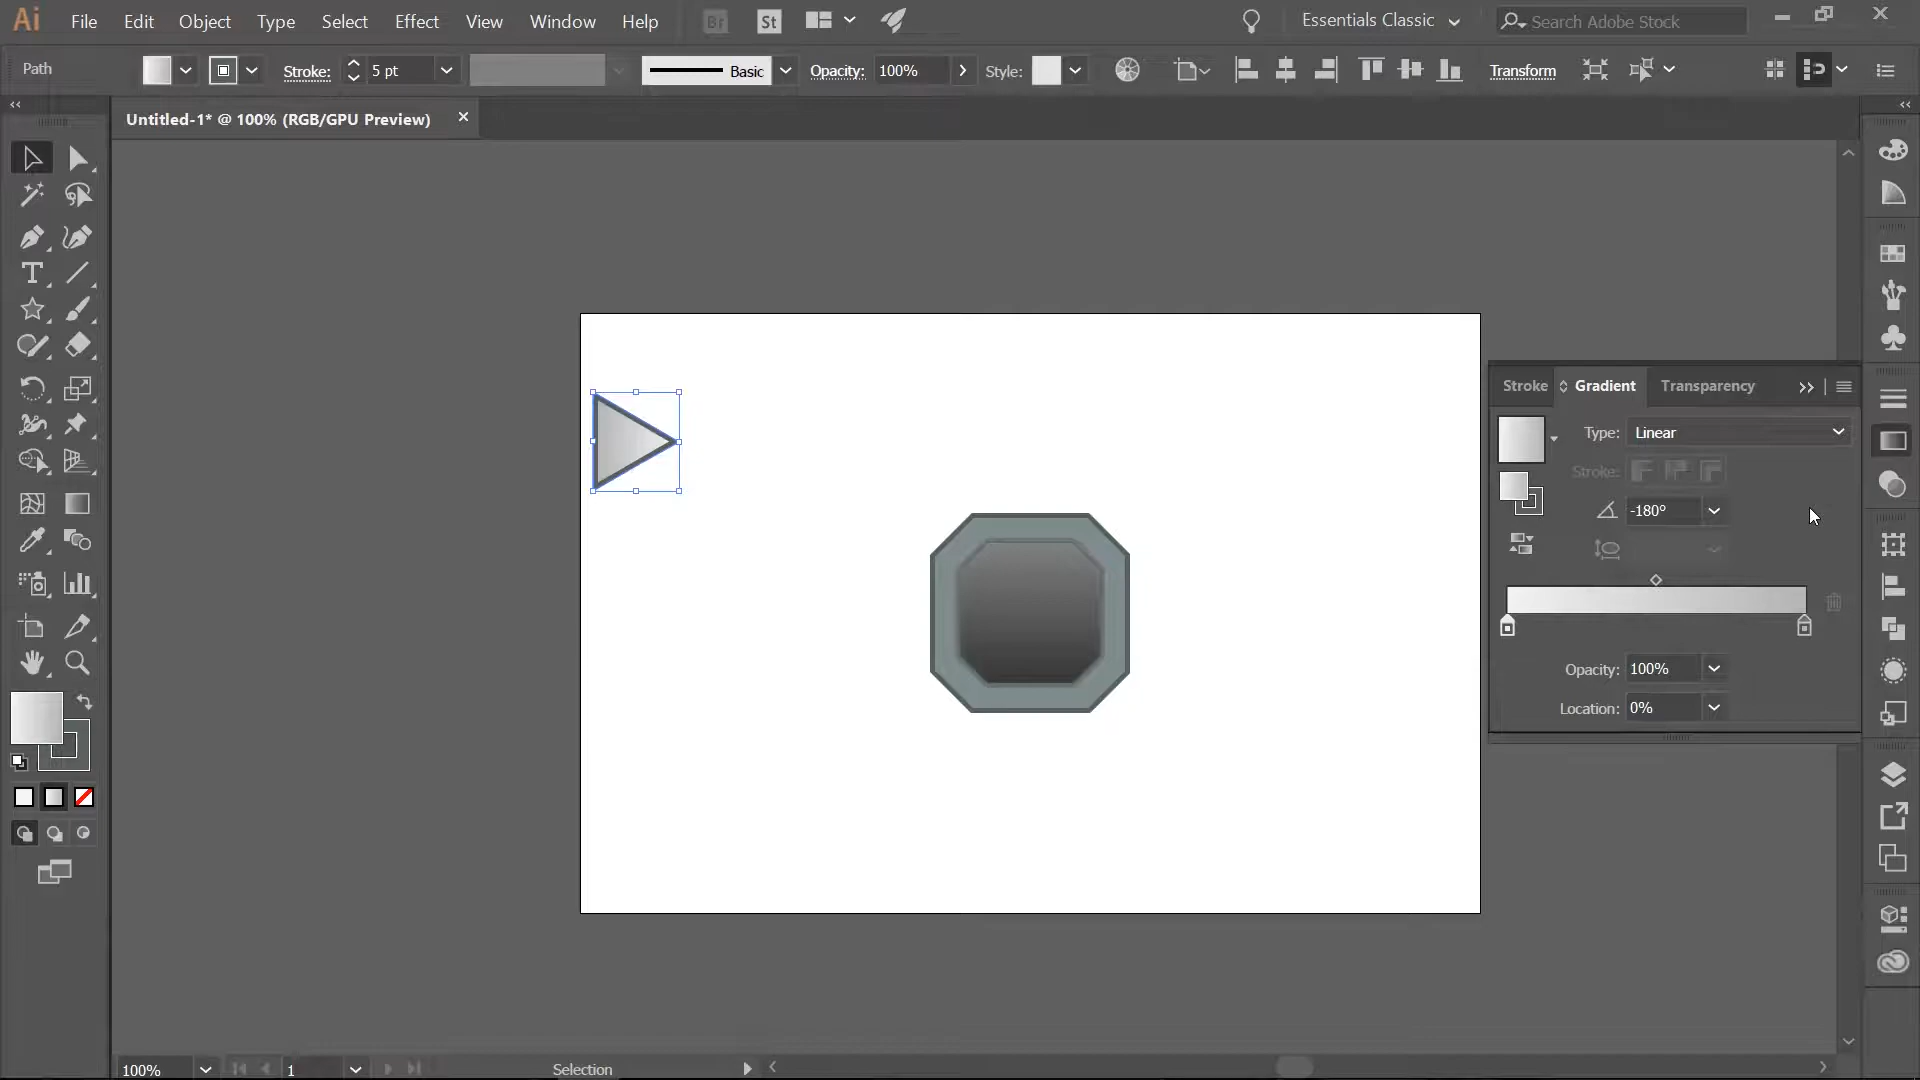 Ai File Edit Object Type Select Effect View Window Help Br St Essentials Classic Search Adobe Stock
Path Stroke: 5 pt Basic Opacity: 100% Style: Transform
Untitled-1* @ 100% (RGB/GPU Preview)
Stroke Gradient Transparency
Type: Linear
Stroke:
-180°
Opacity: 100%
Location: 0%
100% 1 Selection